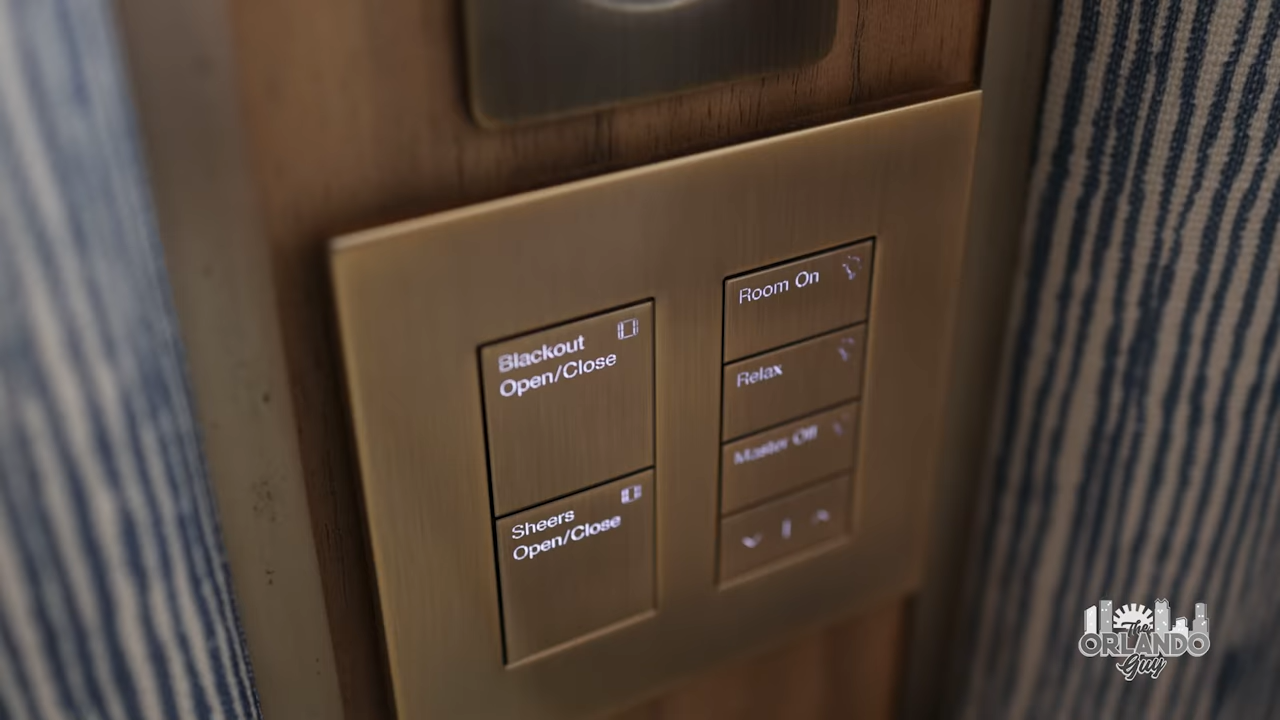 Blackout
Open/Close
Sheers
Open/Close
Room On
Relax
Master Off
The
ORLANDO
Guy